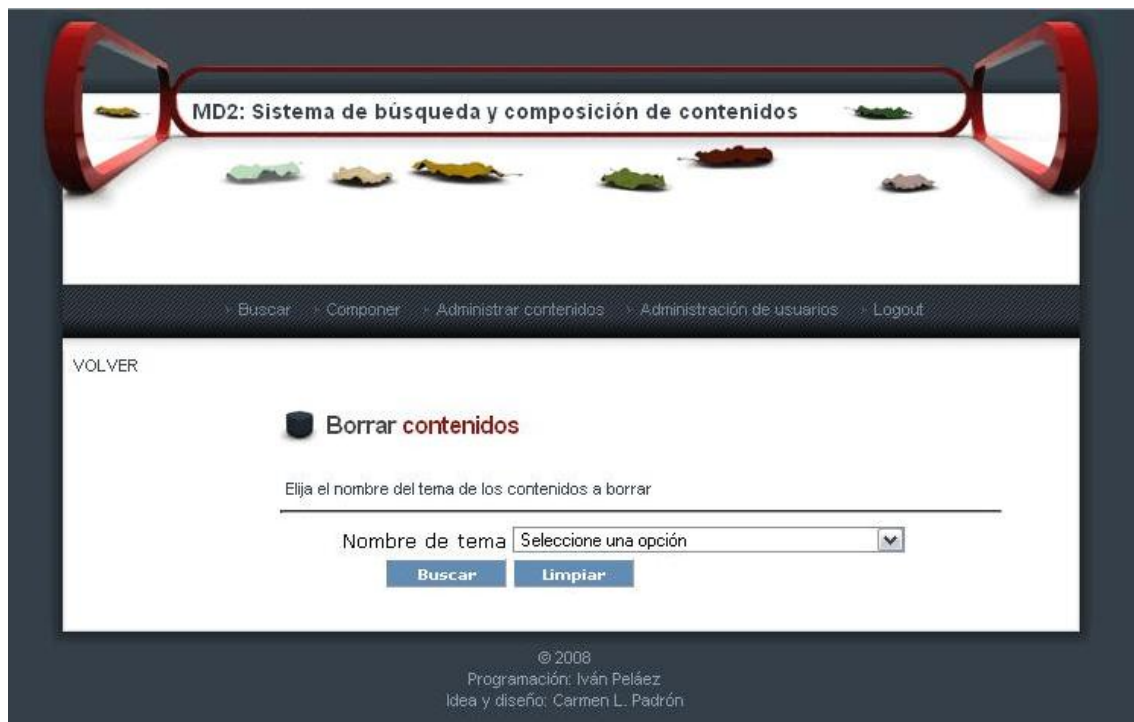 MD2: Sistema de búsqueda y composición de contenidos
Buscar Componer Administrar contenidos Administración de usuarios Logout
VOLVER
Borrar contenidos
Elija el nombre del tema de los contenidos a borrar
Nombre de tema Seleccione una opción
Buscar Limpiar
© 2008
Programación: Iván Peláez
Idea y diseño: Carmen L. Padrón